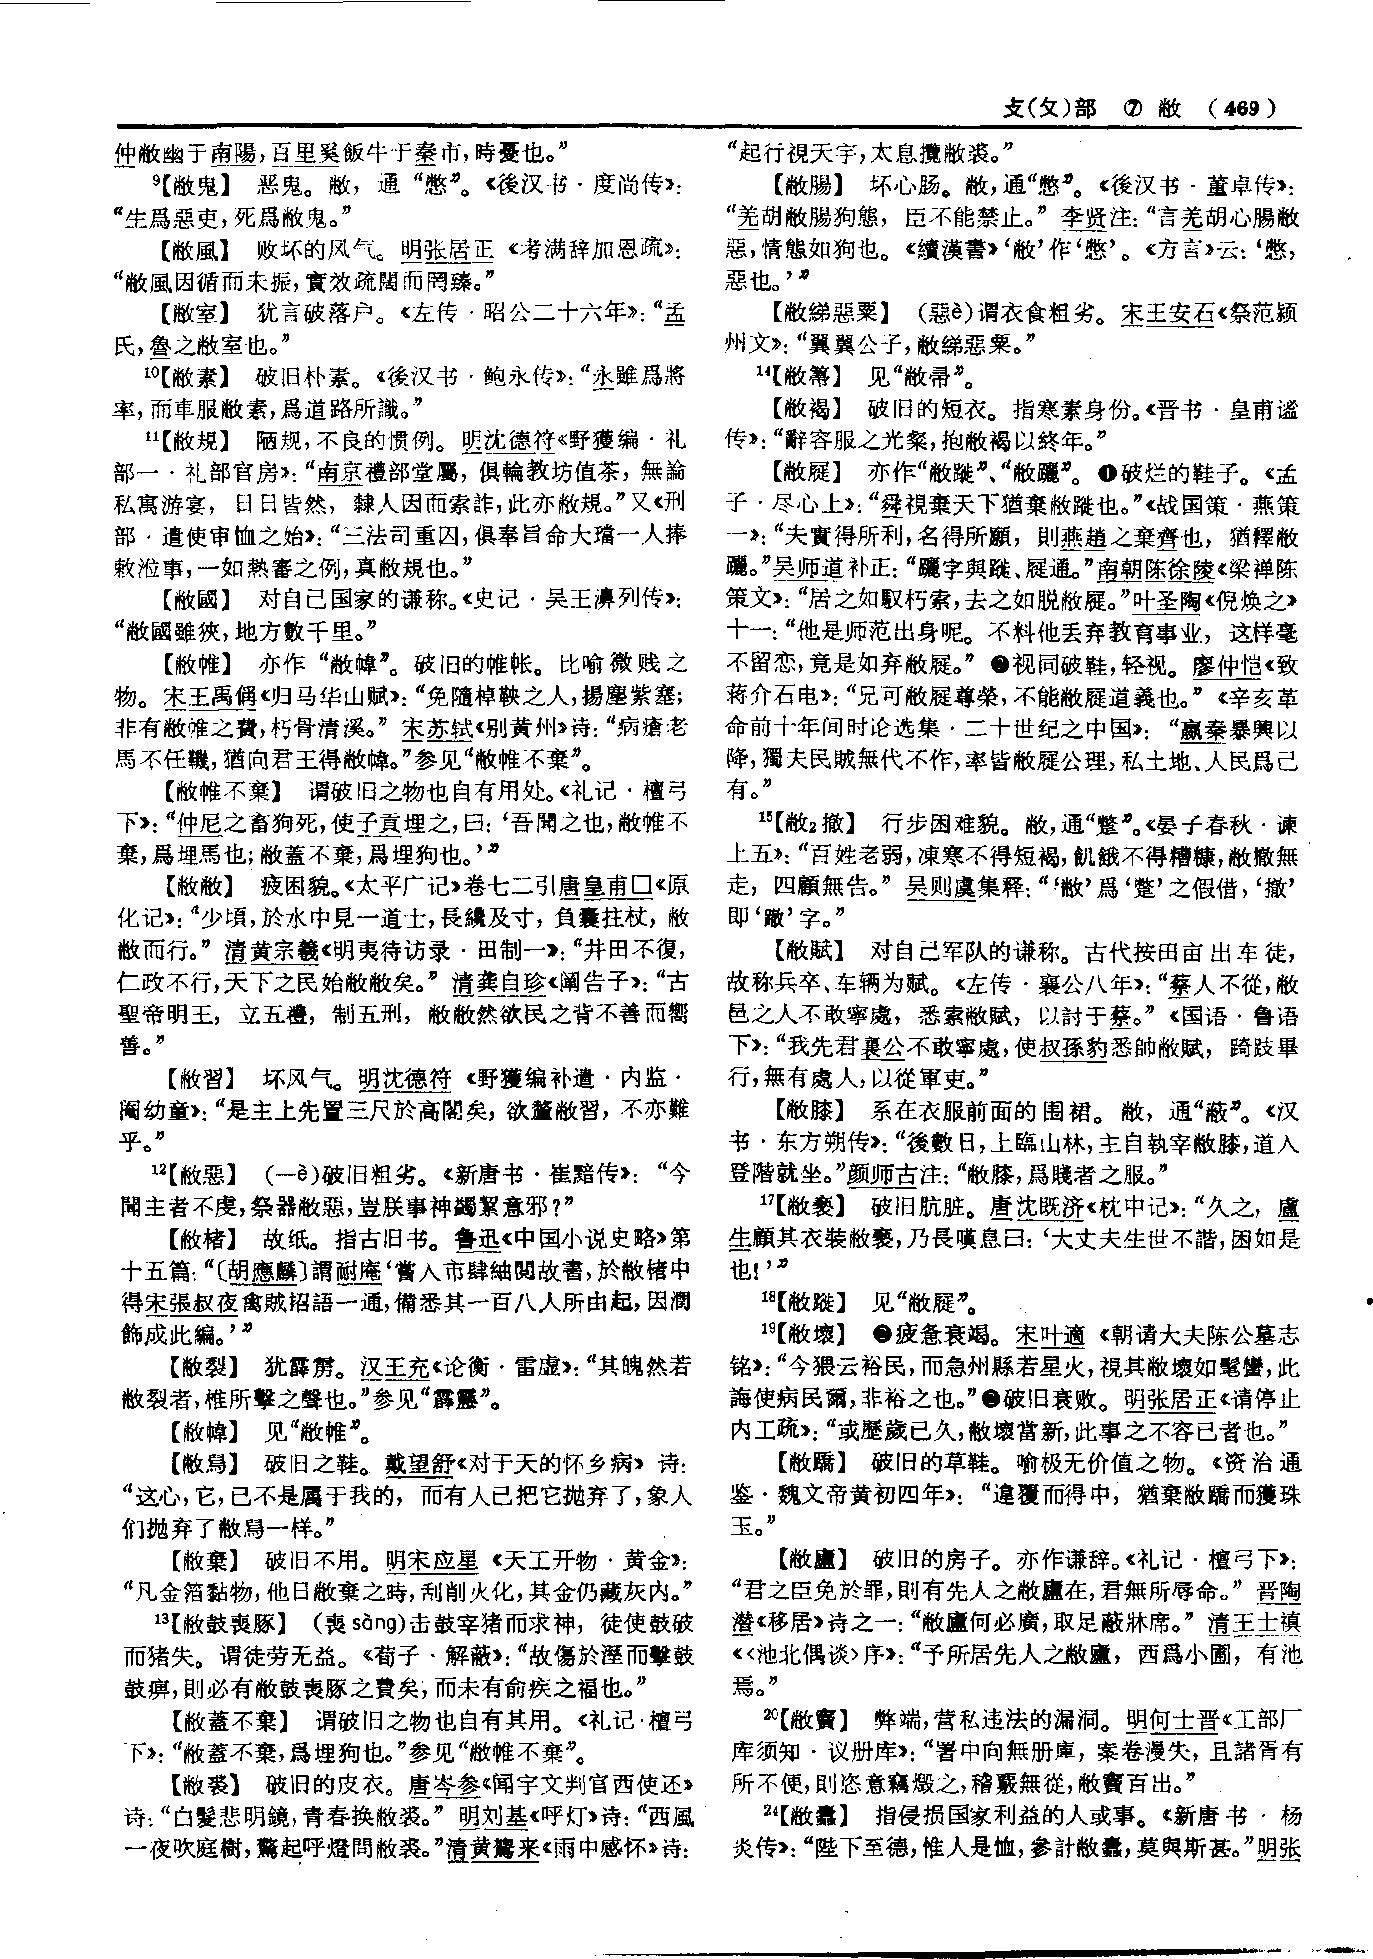 攴(攵)部　⑦　敝　(469)
仲敝幽于南陽,百里奚飯牛于秦市,時憂也。”
⁹【敝鬼】　恶鬼。敝，通“憋”。《後汉书·度尚传》:
“生爲惡吏,死爲敝鬼。”
【敝風】　败坏的风气。明张居正《考满辞加恩疏》:
“敝風因循而未振,實效疏闊而罔臻。”
【敝室】　犹言破落户。《左传·昭公二十六年》:“孟
氏,魯之敝室也。”
¹⁰【敝素】　破旧朴素。《後汉书·鲍永传》:“永雖爲將
率,而車服敝素,爲道路所識。”
¹¹【敝規】　陋规,不良的惯例。明沈德符《野獲编·礼
部一·礼部官房》:“南京禮部堂屬，俱輪教坊值茶，無論
私寓游宴，日日皆然，隸人因而索詐,此亦敝規。”又《刑
部·遣使审恤之始》:“三法司重囚,俱奉旨命大璫一人捧
敕涖事,一如熱審之例,真敝規也。”
【敝國】　对自己国家的谦称。《史记·吴王濞列传》:
“敝國雖狹,地方數千里。”
【敝帷】　亦作“敝幃”。破旧的帷帐。比喻微贱之
物。宋王禹偁《归马华山赋》:“免隨棹鞅之人,揚塵紫塞;
非有敝帷之費,朽骨清溪。”宋苏轼《别黄州》诗:“病瘡老
馬不任鞿,猶向君王得敝幃。”参见“敝帷不棄”。
【敝帷不棄】　谓破旧之物也自有用处。《礼记·檀弓
下》:“仲尼之畜狗死,使子貢埋之,曰:‘吾聞之也,敝帷不
棄,爲埋馬也;敝蓋不棄,爲埋狗也。’”
【敝敝】　疲困貌。《太平广记》卷七二引唐皇甫□《原
化记》:“少頃,於水中見一道士,長纔及寸，負囊拄杖，敝
敝而行。”清黄宗羲《明夷待访录·田制一》:“井田不復,
仁政不行,天下之民始敝敝矣。”清龚自珍《阐告子》:“古
聖帝明王，立五禮，制五刑，敝敝然欲民之背不善而嚮
善。”
【敝習】　坏风气。明沈德符《野獲编补遗·内监·
阉幼童》:“是主上先置三尺於高閣矣，欲釐敝習，不亦難
乎。”
¹²【敝惡】　(—è)破旧粗劣。《新唐书·崔黯传》:“今
聞主者不虔,祭器敝惡,豈朕事神蠲絜意邪?”
【敝楮】　故纸。指古旧书。鲁迅《中国小说史略》第
十五篇:“〔胡應麟〕謂耐庵‘嘗入市肆紬閱故書,於敝楮中
得宋張叔夜禽賊招語一通,備悉其一百八人所由起,因潤
飾成此編。’”
【敝裂】　犹霹雳。汉王充《论衡·雷虚》:“其魄然若
敝裂者,椎所擊之聲也。”参见“霹靂”。
【敝幃】　见“敝帷”。
【敝舄】　破旧之鞋。戴望舒《对于天的怀乡病》诗:
“这心,它,已不是属于我的，而有人已把它抛弃了,象人
们抛弃了敝舄一样。”
【敝棄】　破旧不用。明宋应星《天工开物·黄金》:
“凡金箔黏物,他日敝棄之時,刮削火化,其金仍藏灰内。”
¹³【敝鼓喪豚】　(喪sàng)击鼓宰猪而求神，徒使鼓破
而猪失。谓徒劳无益。《荀子·解蔽》:“故傷於溼而擊鼓
鼓痹,則必有敝鼓喪豚之費矣,而未有俞疾之福也。”
【敝蓋不棄】　谓破旧之物也自有其用。《礼记·檀弓
下》:“敝蓋不棄,爲埋狗也。”参见“敝帷不棄”。
【敝裘】　破旧的皮衣。唐岑参《闻宇文判官西使还》
诗:“白髮悲明鏡,青春换敝裘。”明刘基《呼灯》诗:“西風
一夜吹庭樹,驚起呼燈問敝裘。”清黄鷟来《雨中感怀》诗:
“起行視天宇,太息攬敝裘。”
【敝腸】　坏心肠。敝,通“憋”。《後汉书·董卓传》:
“羌胡敝腸狗態，臣不能禁止。”李贤注:“言羌胡心腸敝
惡,情態如狗也。《續漢書》‘敝’作‘憋’。《方言》云:‘憋,
惡也。’”
【敝綈惡粟】　(惡è)谓衣食粗劣。宋王安石《祭范颍
州文》:“翼翼公子,敝綈惡粟。”
¹⁴【敝箒】　见“敝帚”。
【敝褐】　破旧的短衣。指寒素身份。《晋书·皇甫谧
传》:“辭容服之光粲,抱敝褐以終年。”
【敝屣】　亦作“敝蹝”、“敝躧”。❶破烂的鞋子。《孟
子·尽心上》:“舜視棄天下猶棄敝蹝也。”《战国策·燕策
一》:“夫實得所利,名得所願，則燕趙之棄齊也，猶釋敝
躧。”吴师道补正:“躧字與蹝、屣通。”南朝陈徐陵《梁禅陈
策文》:“居之如馭朽索,去之如脱敝屣。”叶圣陶《倪焕之》
十一:“他是师范出身呢。不料他丢弃教育事业，这样毫
不留恋,竟是如弃敝屣。”❷视同破鞋,轻视。廖仲恺《致
蒋介石电》:“兄可敝屣尊榮,不能敝屣道義也。”《辛亥革
命前十年间时论选集·二十世纪之中国》:“嬴秦暴興以
降,獨夫民賊無代不作,率皆敝屣公理,私土地、人民爲己
有。”
¹⁵【敝₂撤】　行步困难貌。敝,通“蹩”。《晏子春秋·谏
上五》:“百姓老弱,凍寒不得短褐,飢餓不得糟糠,敝撤無
走，四顧無告。”吴则虞集释:“‘敝’爲‘蹩’之假借,‘撤’
即‘𨅊’字。”
【敝賦】　对自己军队的谦称。古代按田亩出车徒,
故称兵卒、车辆为赋。《左传·襄公八年》:“蔡人不從,敝
邑之人不敢寧處，悉索敝賦，以討于蔡。”《国语·鲁语
下》:“我先君襄公不敢寧處,使叔孫豹悉帥敝賦，踦跂畢
行,無有處人,以從軍吏。”
【敝膝】　系在衣服前面的围裙。敝，通“蔽”。《汉
书·东方朔传》:“後數日,上臨山林,主自執宰敝膝,道入
登階就坐。”颜师古注:“敝膝,爲賤者之服。”
¹⁷【敝褻】　破旧肮脏。唐沈既济《枕中记》:“久之，盧
生顧其衣裝敝褻,乃長嘆息曰:‘大丈夫生世不諧,困如是
也!’”
¹⁸【敝蹝】　见“敝屣”。
¹⁹【敝壞】　❶疲惫衰竭。宋叶適《朝请大夫陈公墓志
铭》:“今猥云裕民,而急州縣若星火,視其敝壞如髦蠻,此
誨使病民爾,非裕之也。”❷破旧衰败。明张居正《请停止
内工疏》:“或歷歲已久,敝壞當新,此事之不容已者也。”
【敝蹻】　破旧的草鞋。喻极无价值之物。《资治通
鉴·魏文帝黄初四年》:“違覆而得中，猶棄敝蹻而獲珠
玉。”
【敝廬】　破旧的房子。亦作谦辞。《礼记·檀弓下》:
“君之臣免於罪,則有先人之敝廬在,君無所辱命。”晋陶
潜《移居》诗之一:“敝廬何必廣,取足蔽牀席。”清王士禛
《〈池北偶谈〉序》:“予所居先人之敝廬，西爲小圃，有池
焉。”
²⁰【敝竇】　弊端,营私违法的漏洞。明何士晋《工部厂
库须知·议册库》:“署中向無册庫，案卷漫失，且諸胥有
所不便,則恣意竊燬之,稽覈無從,敝竇百出。”
²⁴【敝蠹】　指侵损国家利益的人或事。《新唐书·杨
炎传》:“陛下至德,惟人是恤,參計敝蠹,莫與斯甚。”明张